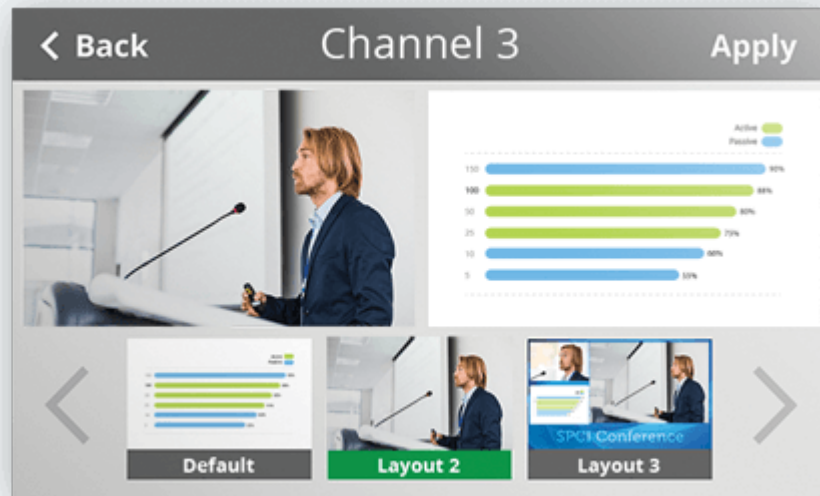 Back Channel 3 Apply
Active
Passive
150 90%
100 88%
50 80%
25 75%
10 60%
5 55%
SPC1 Conference
Default Layout 2 Layout 3